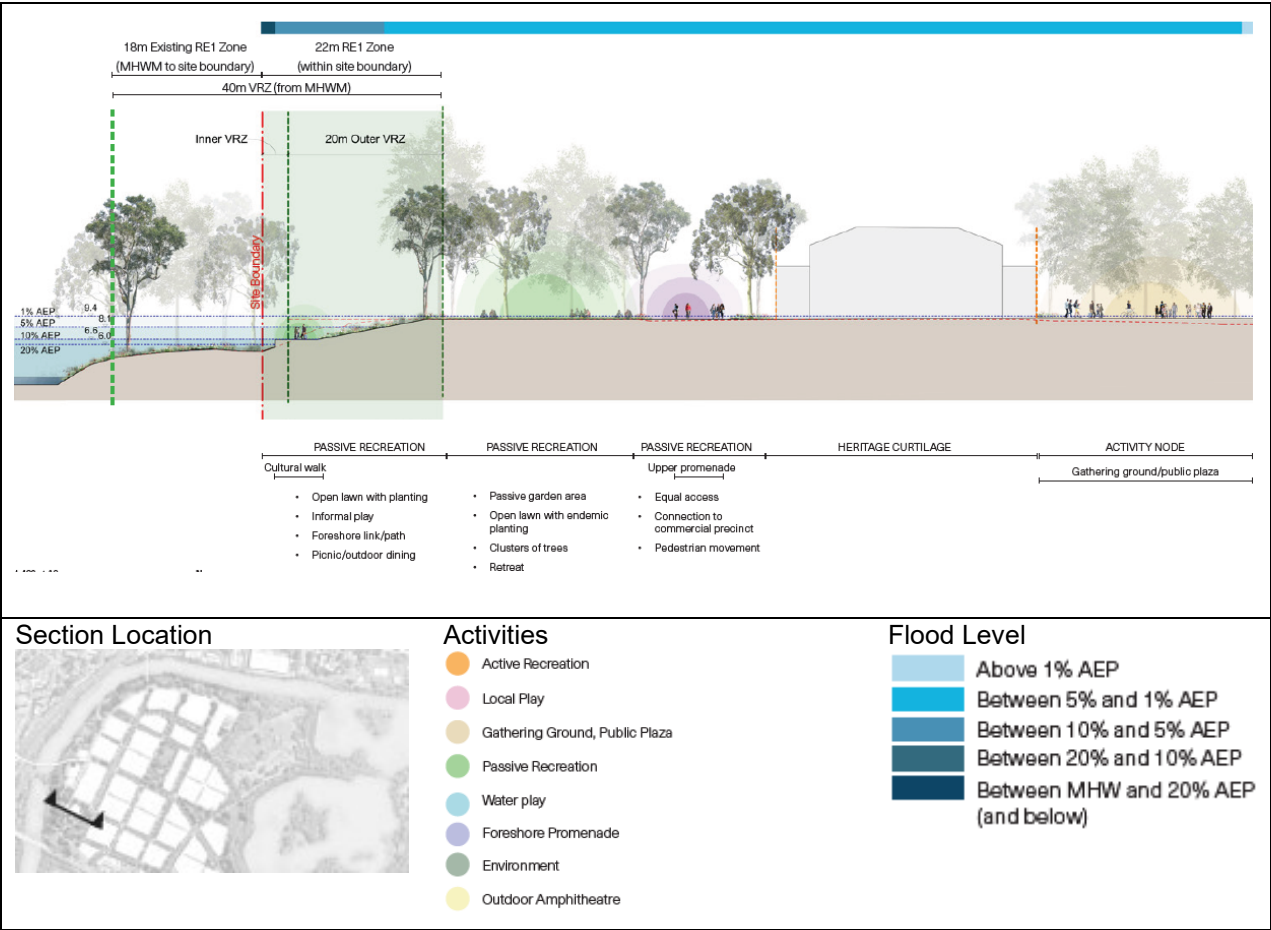 18m Existing RE1 Zone
(MHWM to site boundary)
22m RE1 Zone
(within site boundary)
40m VRZ (from MHWM)
Inner VRZ
20m Outer VRZ
Site Boundary
1% AEP
9.4
5% AEP
8.1
10% AEP
6.6
6.0
20% AEP
PASSIVE RECREATION
PASSIVE RECREATION
PASSIVE RECREATION
HERITAGE CURTILAGE
ACTIVITY NODE
Cultural walk
Upper promenade
Gathering ground/public plaza
• Open lawn with planting
• Informal play
• Foreshore link/path
• Picnic/outdoor dining
• Passive garden area
• Open lawn with endemic
planting
• Clusters of trees
• Retreat
• Equal access
• Connection to
commercial precinct
• Pedestrian movement
Section Location
Activities
Active Recreation
Local Play
Gathering Ground, Public Plaza
Passive Recreation
Water play
Foreshore Promenade
Environment
Outdoor Amphitheatre
Flood Level
Above 1% AEP
Between 5% and 1% AEP
Between 10% and 5% AEP
Between 20% and 10% AEP
Between MHW and 20% AEP
(and below)